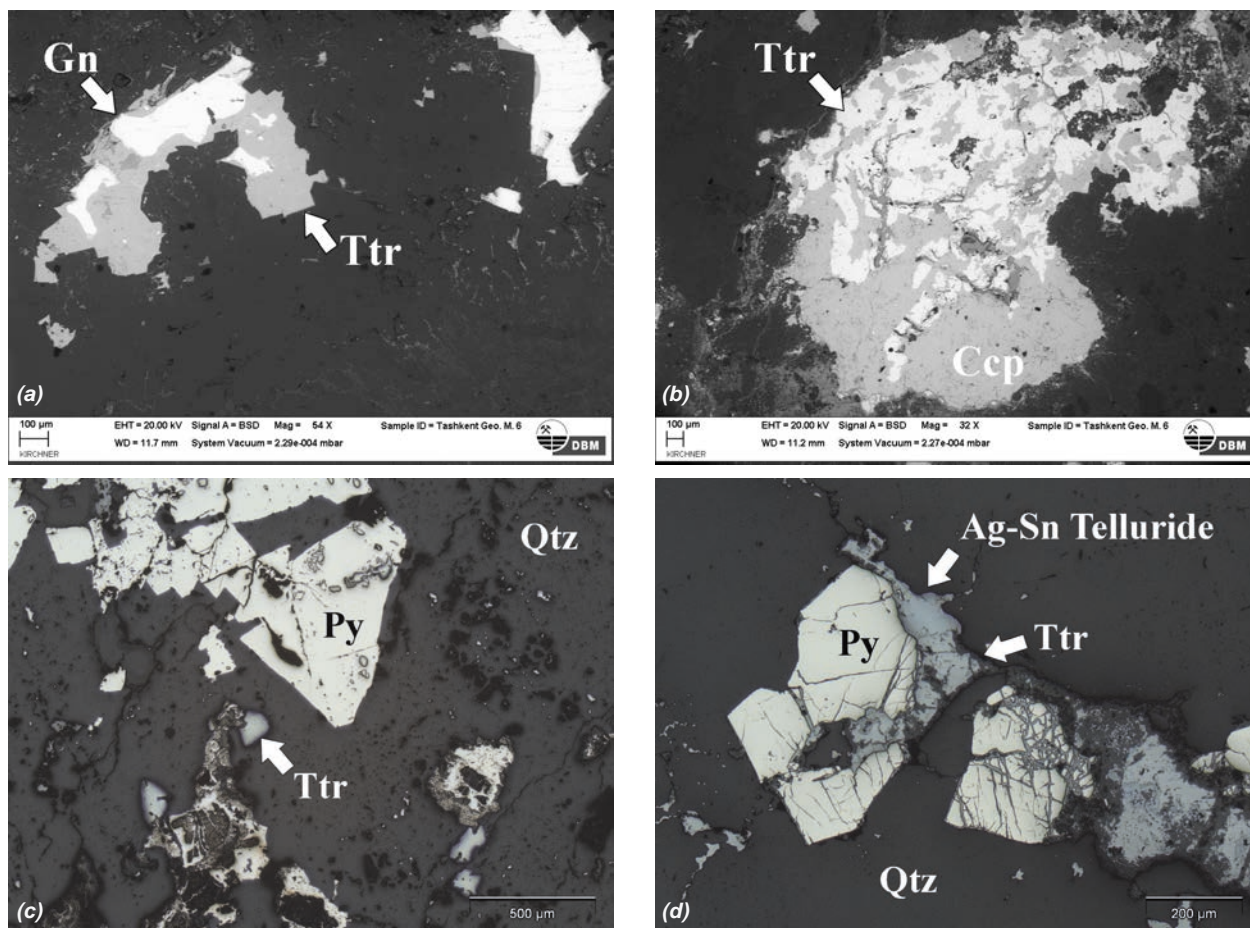 Gn
Ttr
(a)
100 µm
KIRCHNER
EHT = 20.00 kV Signal A = BSD Mag = 54 X Sample ID = Tashkent Geo. M. 6
WD = 11.7 mm System Vacuum = 2.29e-004 mbar
DBM
Ttr
Ccp
(b)
100 µm
KIRCHNER
EHT = 20.00 kV Signal A = BSD Mag = 32 X Sample ID = Tashkent Geo. M. 6
WD = 11.2 mm System Vacuum = 2.27e-004 mbar
DBM
Qtz
Py
Ttr
(c)
500 µm
Ag-Sn Telluride
Py
Ttr
Qtz
(d)
200 µm